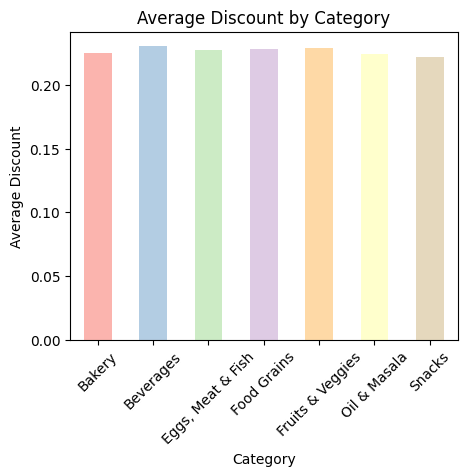 Average Discount by Category
Average Discount
0.20
0.15
0.10
0.05
0.00
Bakery
Beverages
Eggs, Meat & Fish
Food Grains
Fruits & Veggies
Oil & Masala
Snacks
Category